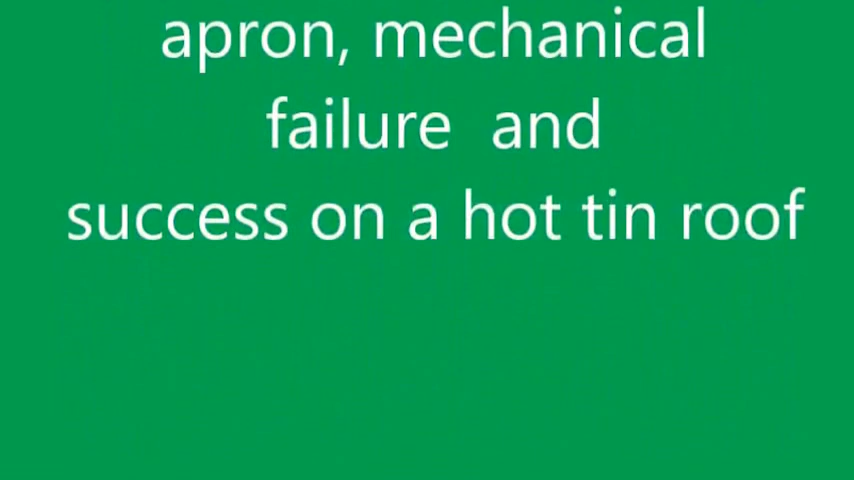 apron, mechanical
failure  and
success on a hot tin roof